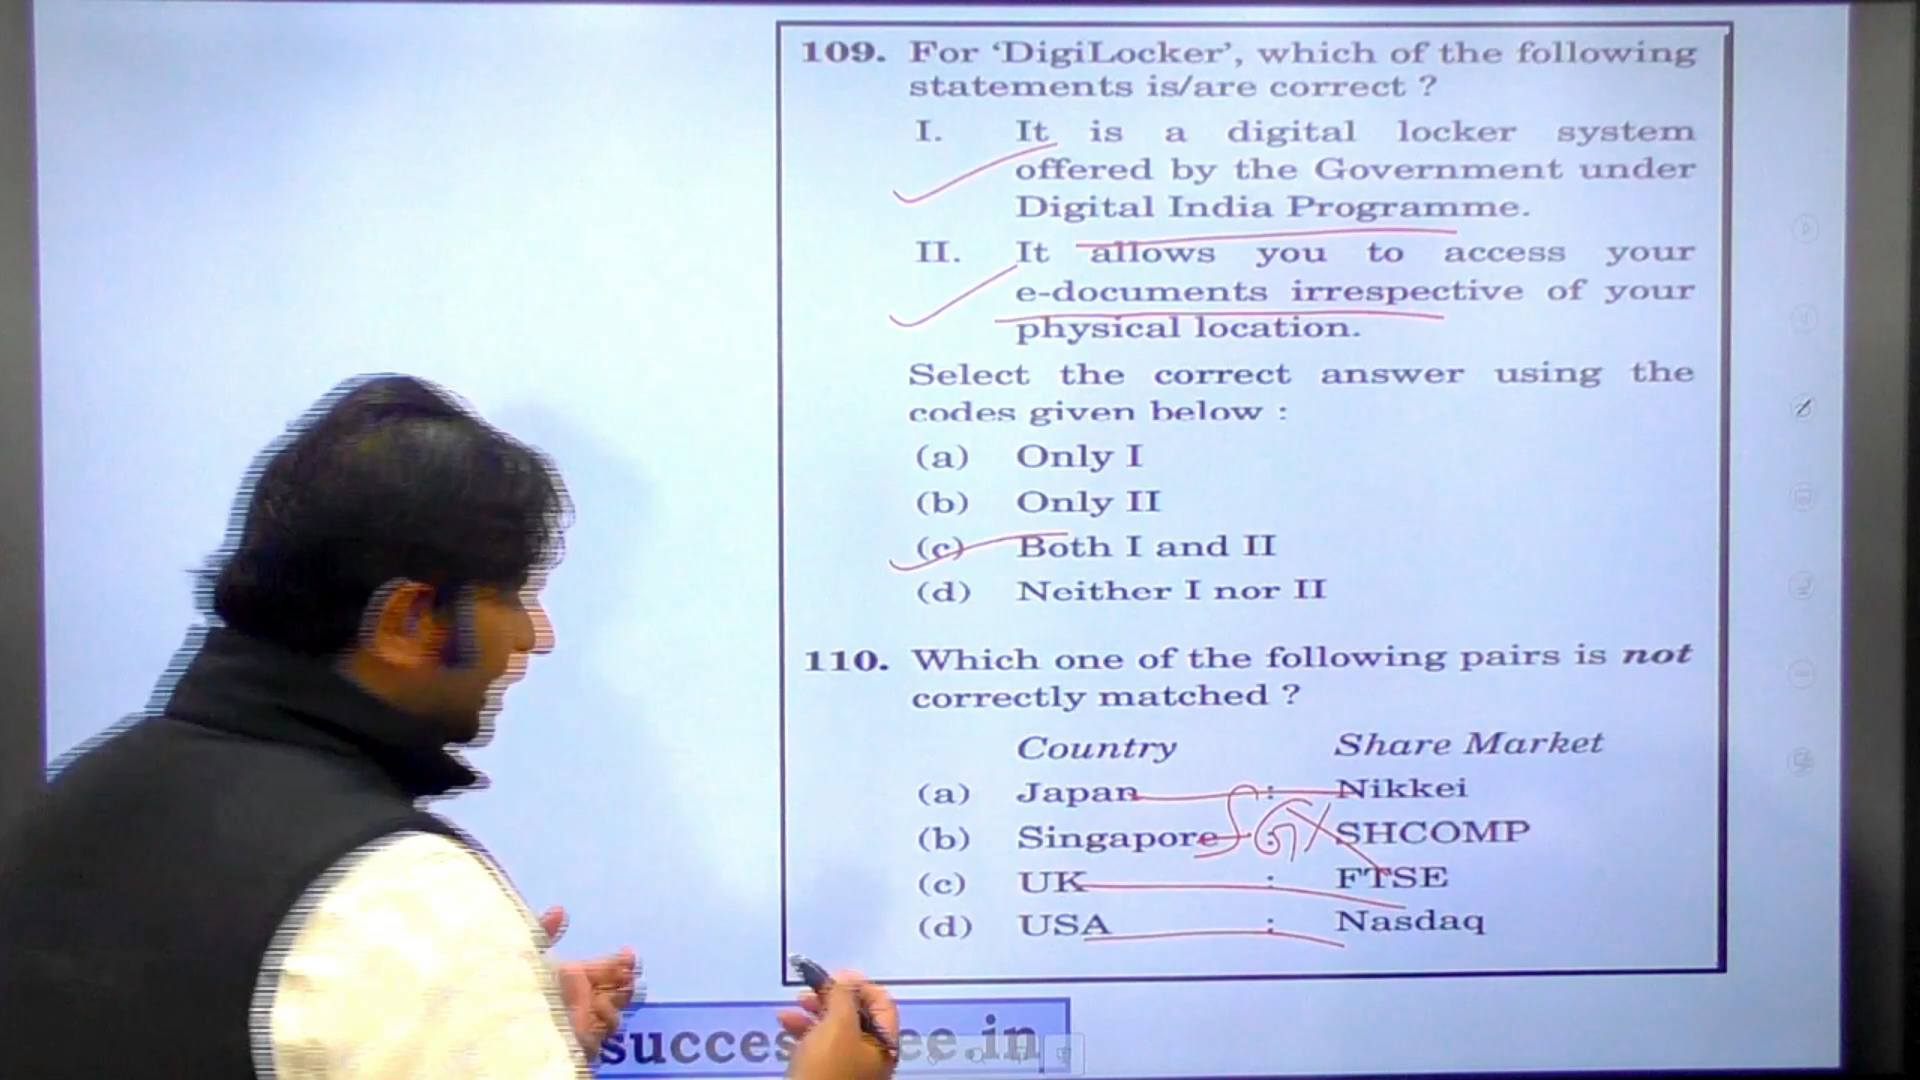 109. For ‘DigiLocker’, which of the following
statements is/are correct ?
I. It is a digital locker system
offered by the Government under
Digital India Programme.
II. It allows you to access your
e-documents irrespective of your
physical location.
Select the correct answer using the
codes given below :
(a) Only I
(b) Only II
(c) Both I and II
(d) Neither I nor II
110. Which one of the following pairs is not
correctly matched ?
Country Share Market
(a) Japan : Nikkei
(b) Singapore : SHCOMP
(c) UK : FTSE
(d) USA : Nasdaq